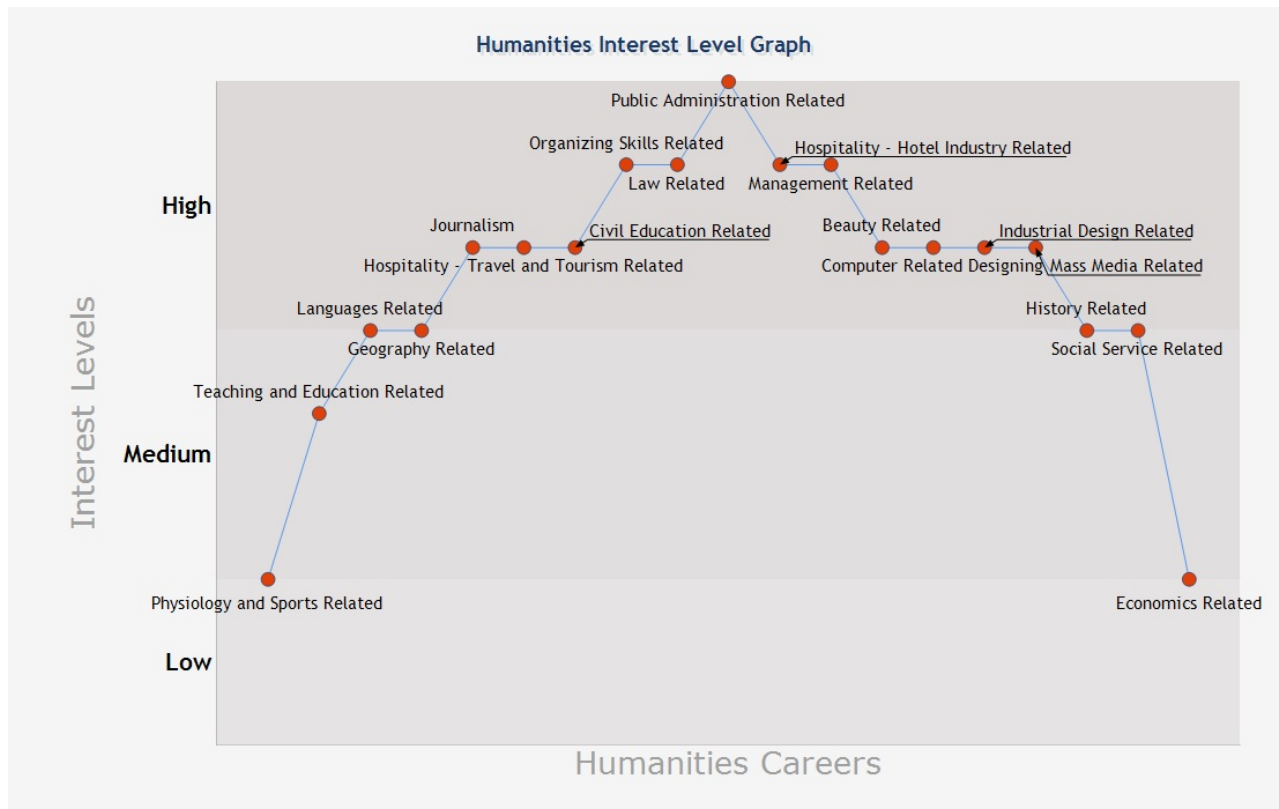 Humanities Interest Level Graph
Public Administration Related
Organizing Skills Related
Hospitality - Hotel Industry Related
Law Related
Management Related
High
Journalism
Civil Education Related
Beauty Related
Industrial Design Related
Hospitality - Travel and Tourism Related
Computer Related Designing
Mass Media Related
Languages Related
History Related
Geography Related
Social Service Related
Teaching and Education Related
Interest Levels
Medium
Physiology and Sports Related
Economics Related
Low
Humanities Careers